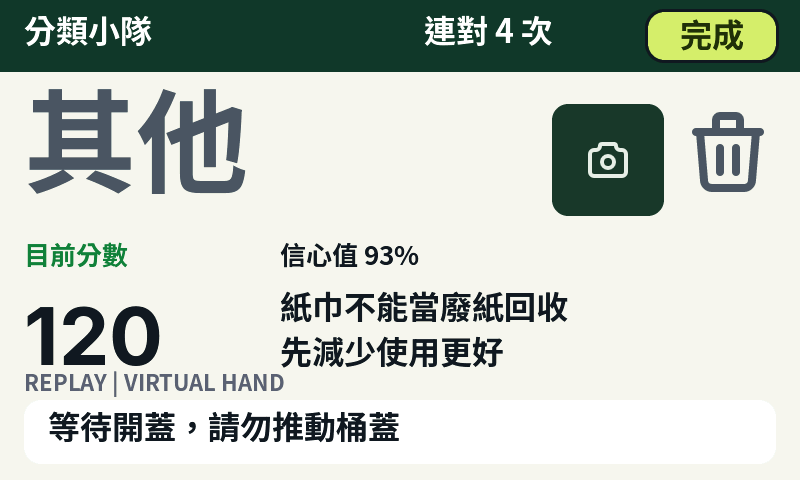 分類小隊
連對 4 次
完成
其他
目前分數
信心值 93%
120
紙巾不能當廢紙回收
先減少使用更好
REPLAY | VIRTUAL HAND
等待開蓋，請勿推動桶蓋